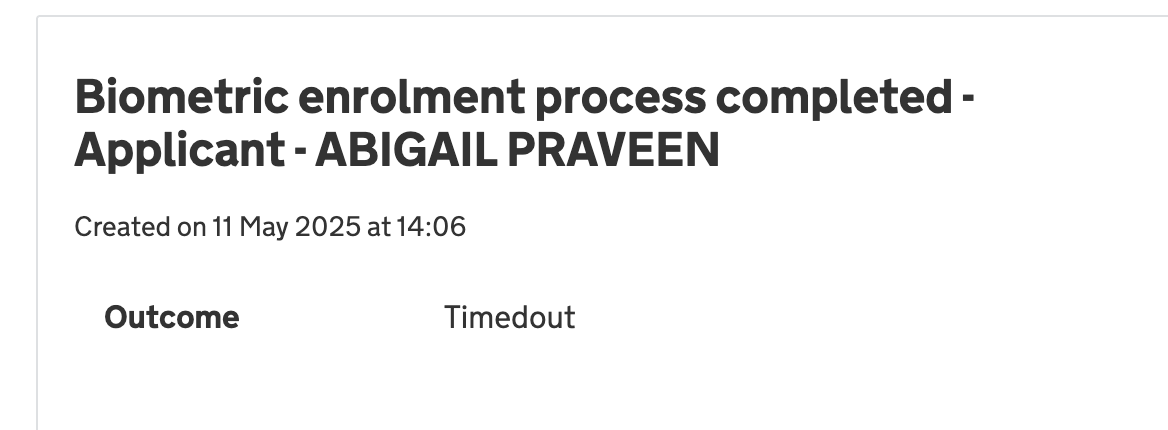 Biometric enrolment process completed -
Applicant - ABIGAIL PRAVEEN
Created on 11 May 2025 at 14:06
Outcome Timedout